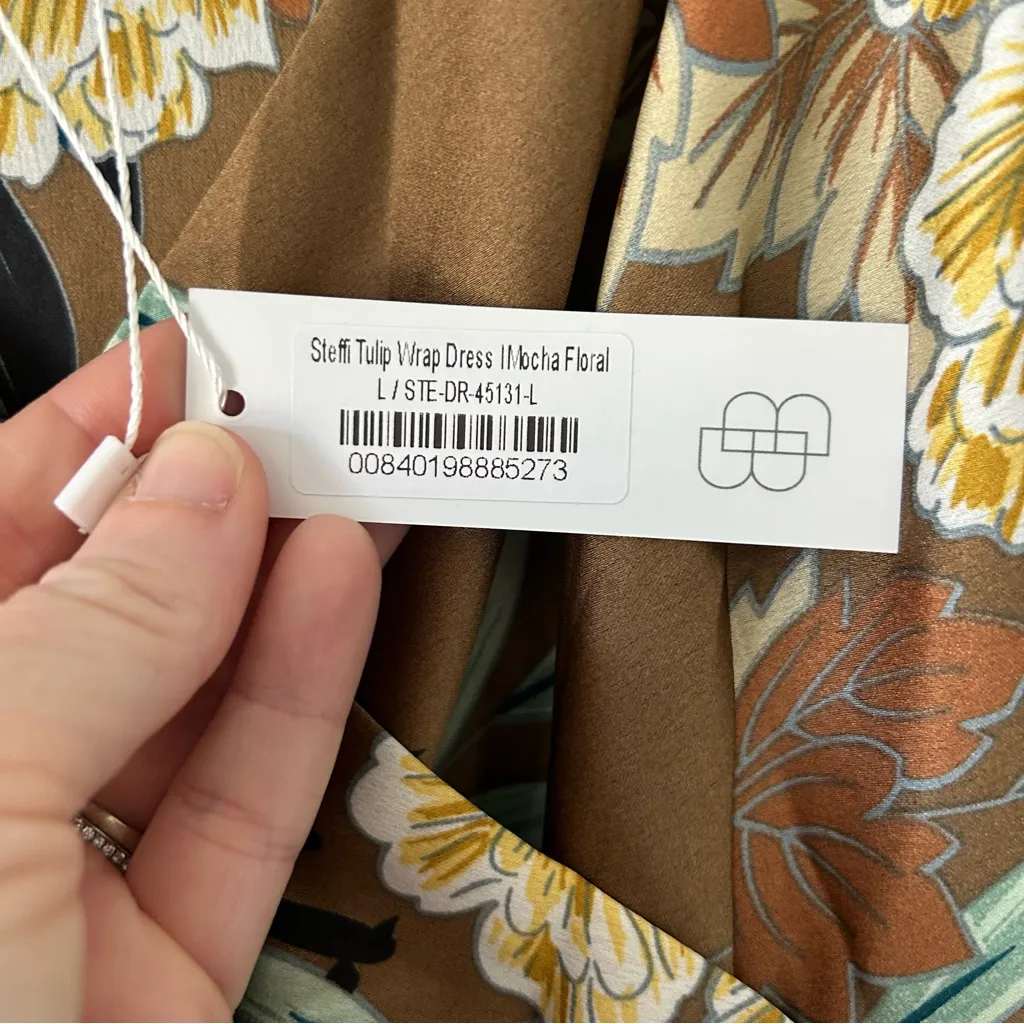 Steffi Tulip Wrap Dress | Mocha Floral
L / STE-DR-45131-L
00840198885273